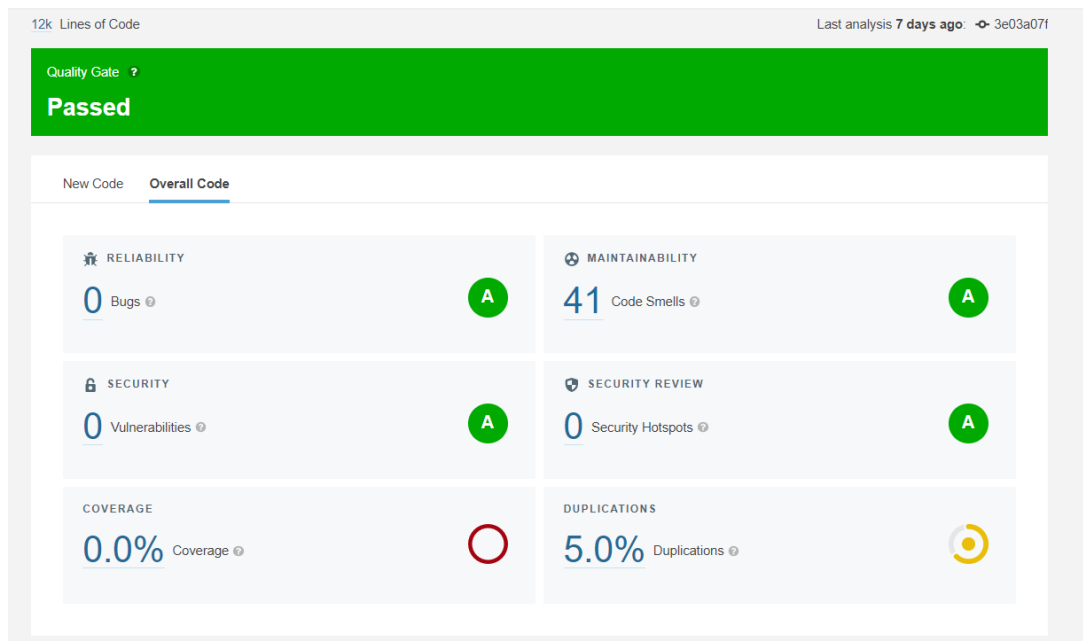 12k Lines of Code
Last analysis 7 days ago: 3e03a07f
Quality Gate ?
Passed
New Code Overall Code
RELIABILITY
0 Bugs ?
A
MAINTAINABILITY
41 Code Smells ?
A
SECURITY
0 Vulnerabilities ?
A
SECURITY REVIEW
0 Security Hotspots ?
A
COVERAGE
0.0% Coverage ?
DUPLICATIONS
5.0% Duplications ?